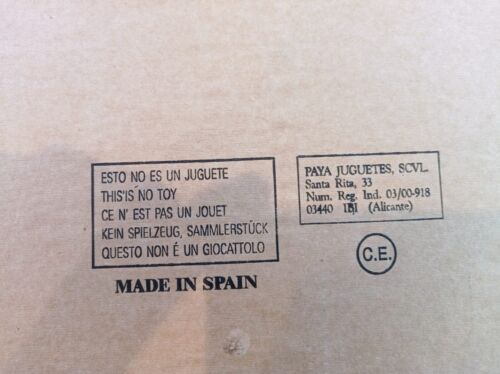 ESTO NO ES UN JUGUETE
THIS'IS NO TOY
CE N' EST PAS UN JOUET
KEIN SPIELZEUG, SAMMLERSTÜCK
QUESTO NON É UN GIOCATTOLO
MADE IN SPAIN
PAYA JUGUETES, SCVL.
Santa Rita, 33
Num. Reg. Ind. 03/00-918
03440 IBI (Alicante)
C.E.